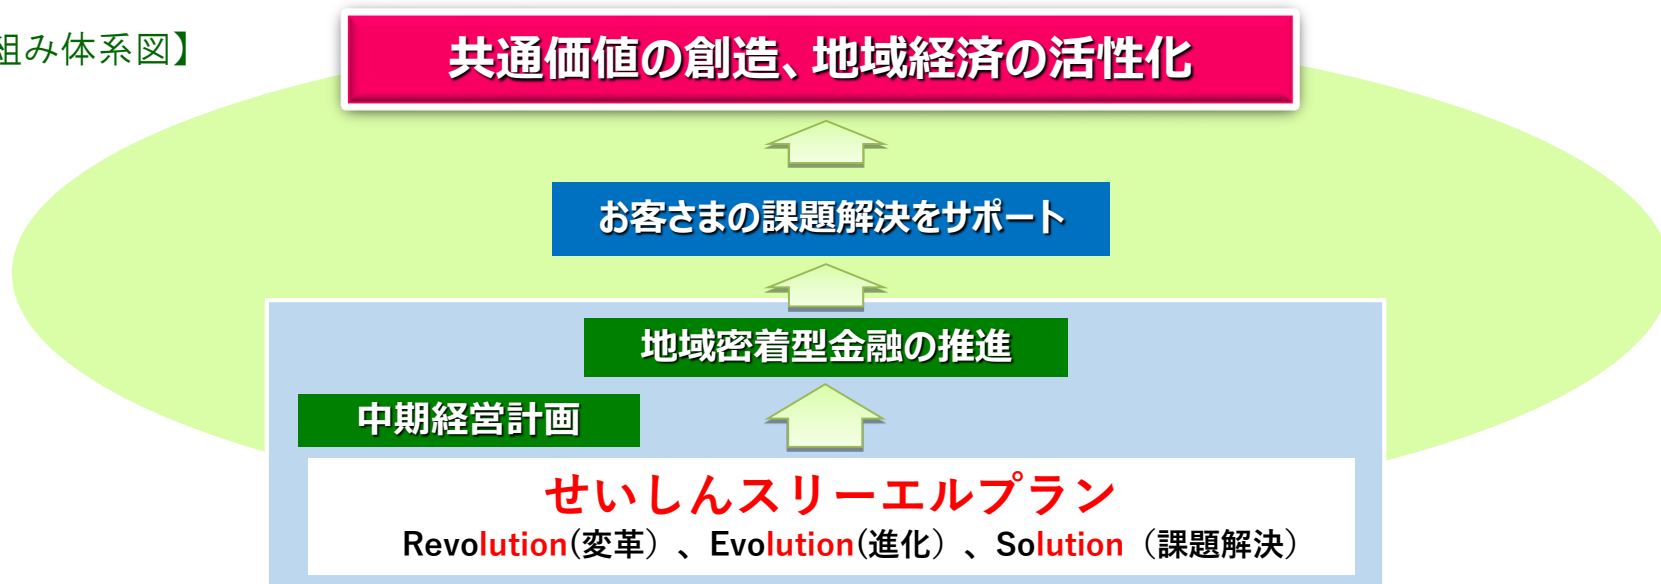 組み体系図】
共通価値の創造、地域経済の活性化
お客さまの課題解決をサポート
地域密着型金融の推進
中期経営計画
せいしんスリーエルプラン
Revolution(変革）、Evolution(進化）、Solution（課題解決）